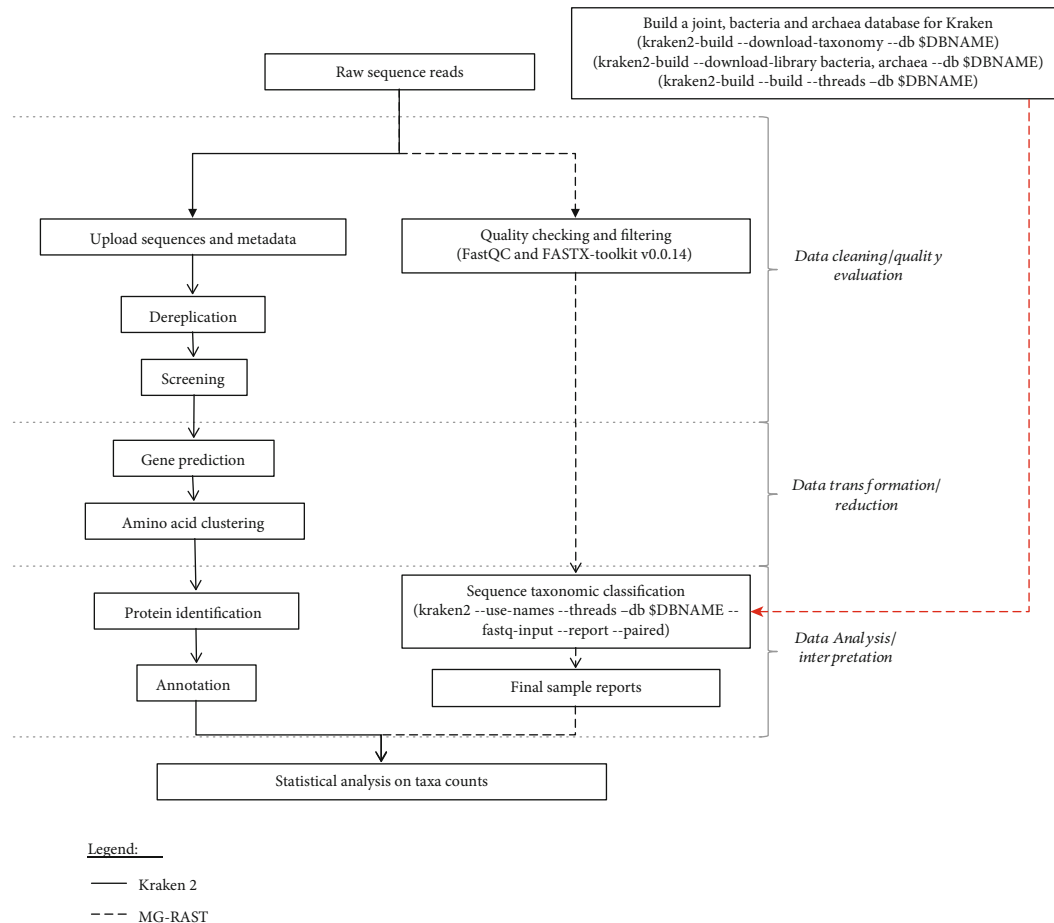 Build a joint, bacteria and archaea database for Kraken
(kraken2-build --download-taxonomy --db $DBNAME)
(kraken2-build --download-library bacteria, archaea --db $DBNAME)
(kraken2-build --build --threads –db $DBNAME)
Raw sequence reads
Upload sequences and metadata
Quality checking and filtering
(FastQC and FASTX-toolkit v0.0.14)
Data cleaning/quality
evaluation
Dereplication
Screening
Gene prediction
Amino acid clustering
Data transformation/
reduction
Protein identification
Sequence taxonomic classification
(kraken2 --use-names --threads –db $DBNAME --
fastq-input --report --paired)
Data Analysis/
interpretation
Annotation
Final sample reports
Statistical analysis on taxa counts
Legend:
Kraken 2
MG-RAST